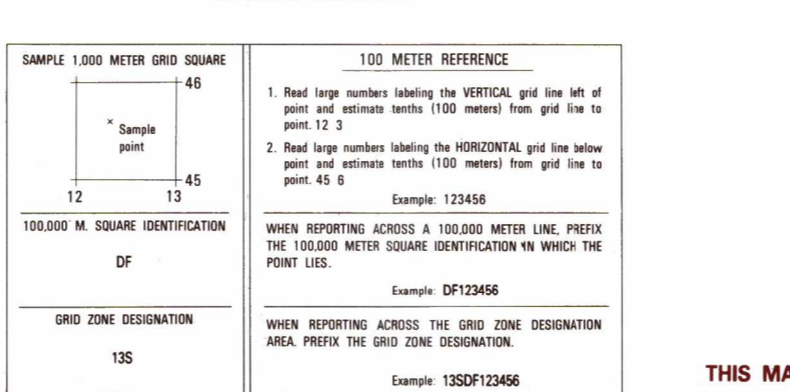 SAMPLE 1,000 METER GRID SQUARE
46
× Sample
point
45
12 13
100,000 M. SQUARE IDENTIFICATION
DF
GRID ZONE DESIGNATION
13S
100 METER REFERENCE
1. Read large numbers labeling the VERTICAL grid line left of
point and estimate tenths (100 meters) from grid line to
point. 12 3
2. Read large numbers labeling the HORIZONTAL grid line below
point and estimate tenths (100 meters) from grid line to
point. 45 6
Example: 123456
WHEN REPORTING ACROSS A 100,000 METER LINE, PREFIX
THE 100,000 METER SQUARE IDENTIFICATION IN WHICH THE
POINT LIES.
Example: DF123456
WHEN REPORTING ACROSS THE GRID ZONE DESIGNATION
AREA. PREFIX THE GRID ZONE DESIGNATION.
Example: 13SDF123456
THIS MA